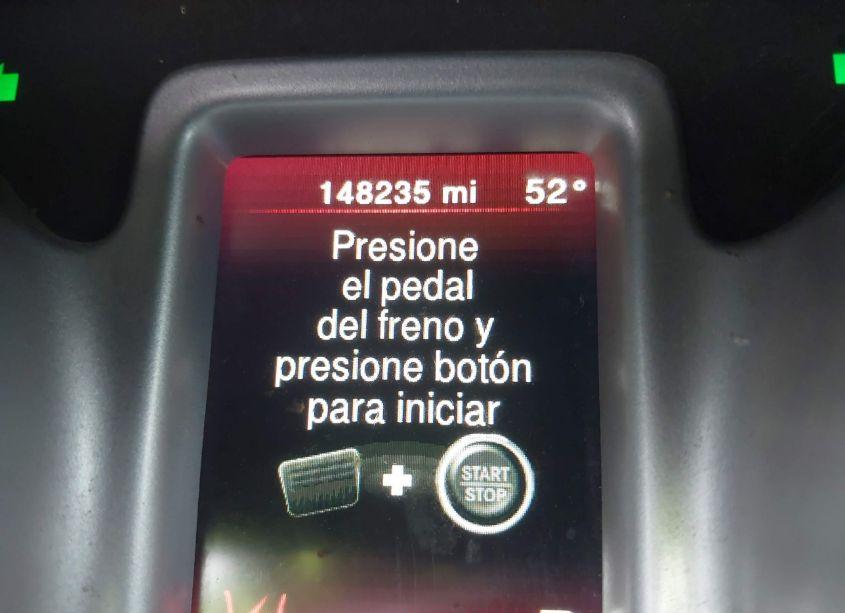 148235 mi 52°
Presione
el pedal
del freno y
presione botón
para iniciar
START
STOP